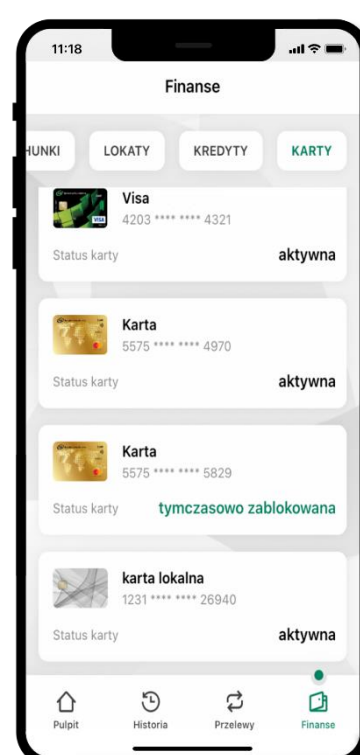 11:18
Finanse
HUNKI LOKATY KREDYTY KARTY
Visa
4203 **** **** 4321
VISA
Status karty aktywna
Karta
5575 **** **** 4970
Status karty aktywna
Karta
5575 **** **** 5829
Status karty tymczasowo zablokowana
karta lokalna
1231 **** **** 26940
Status karty aktywna
Pulpit Historia Przelewy Finanse